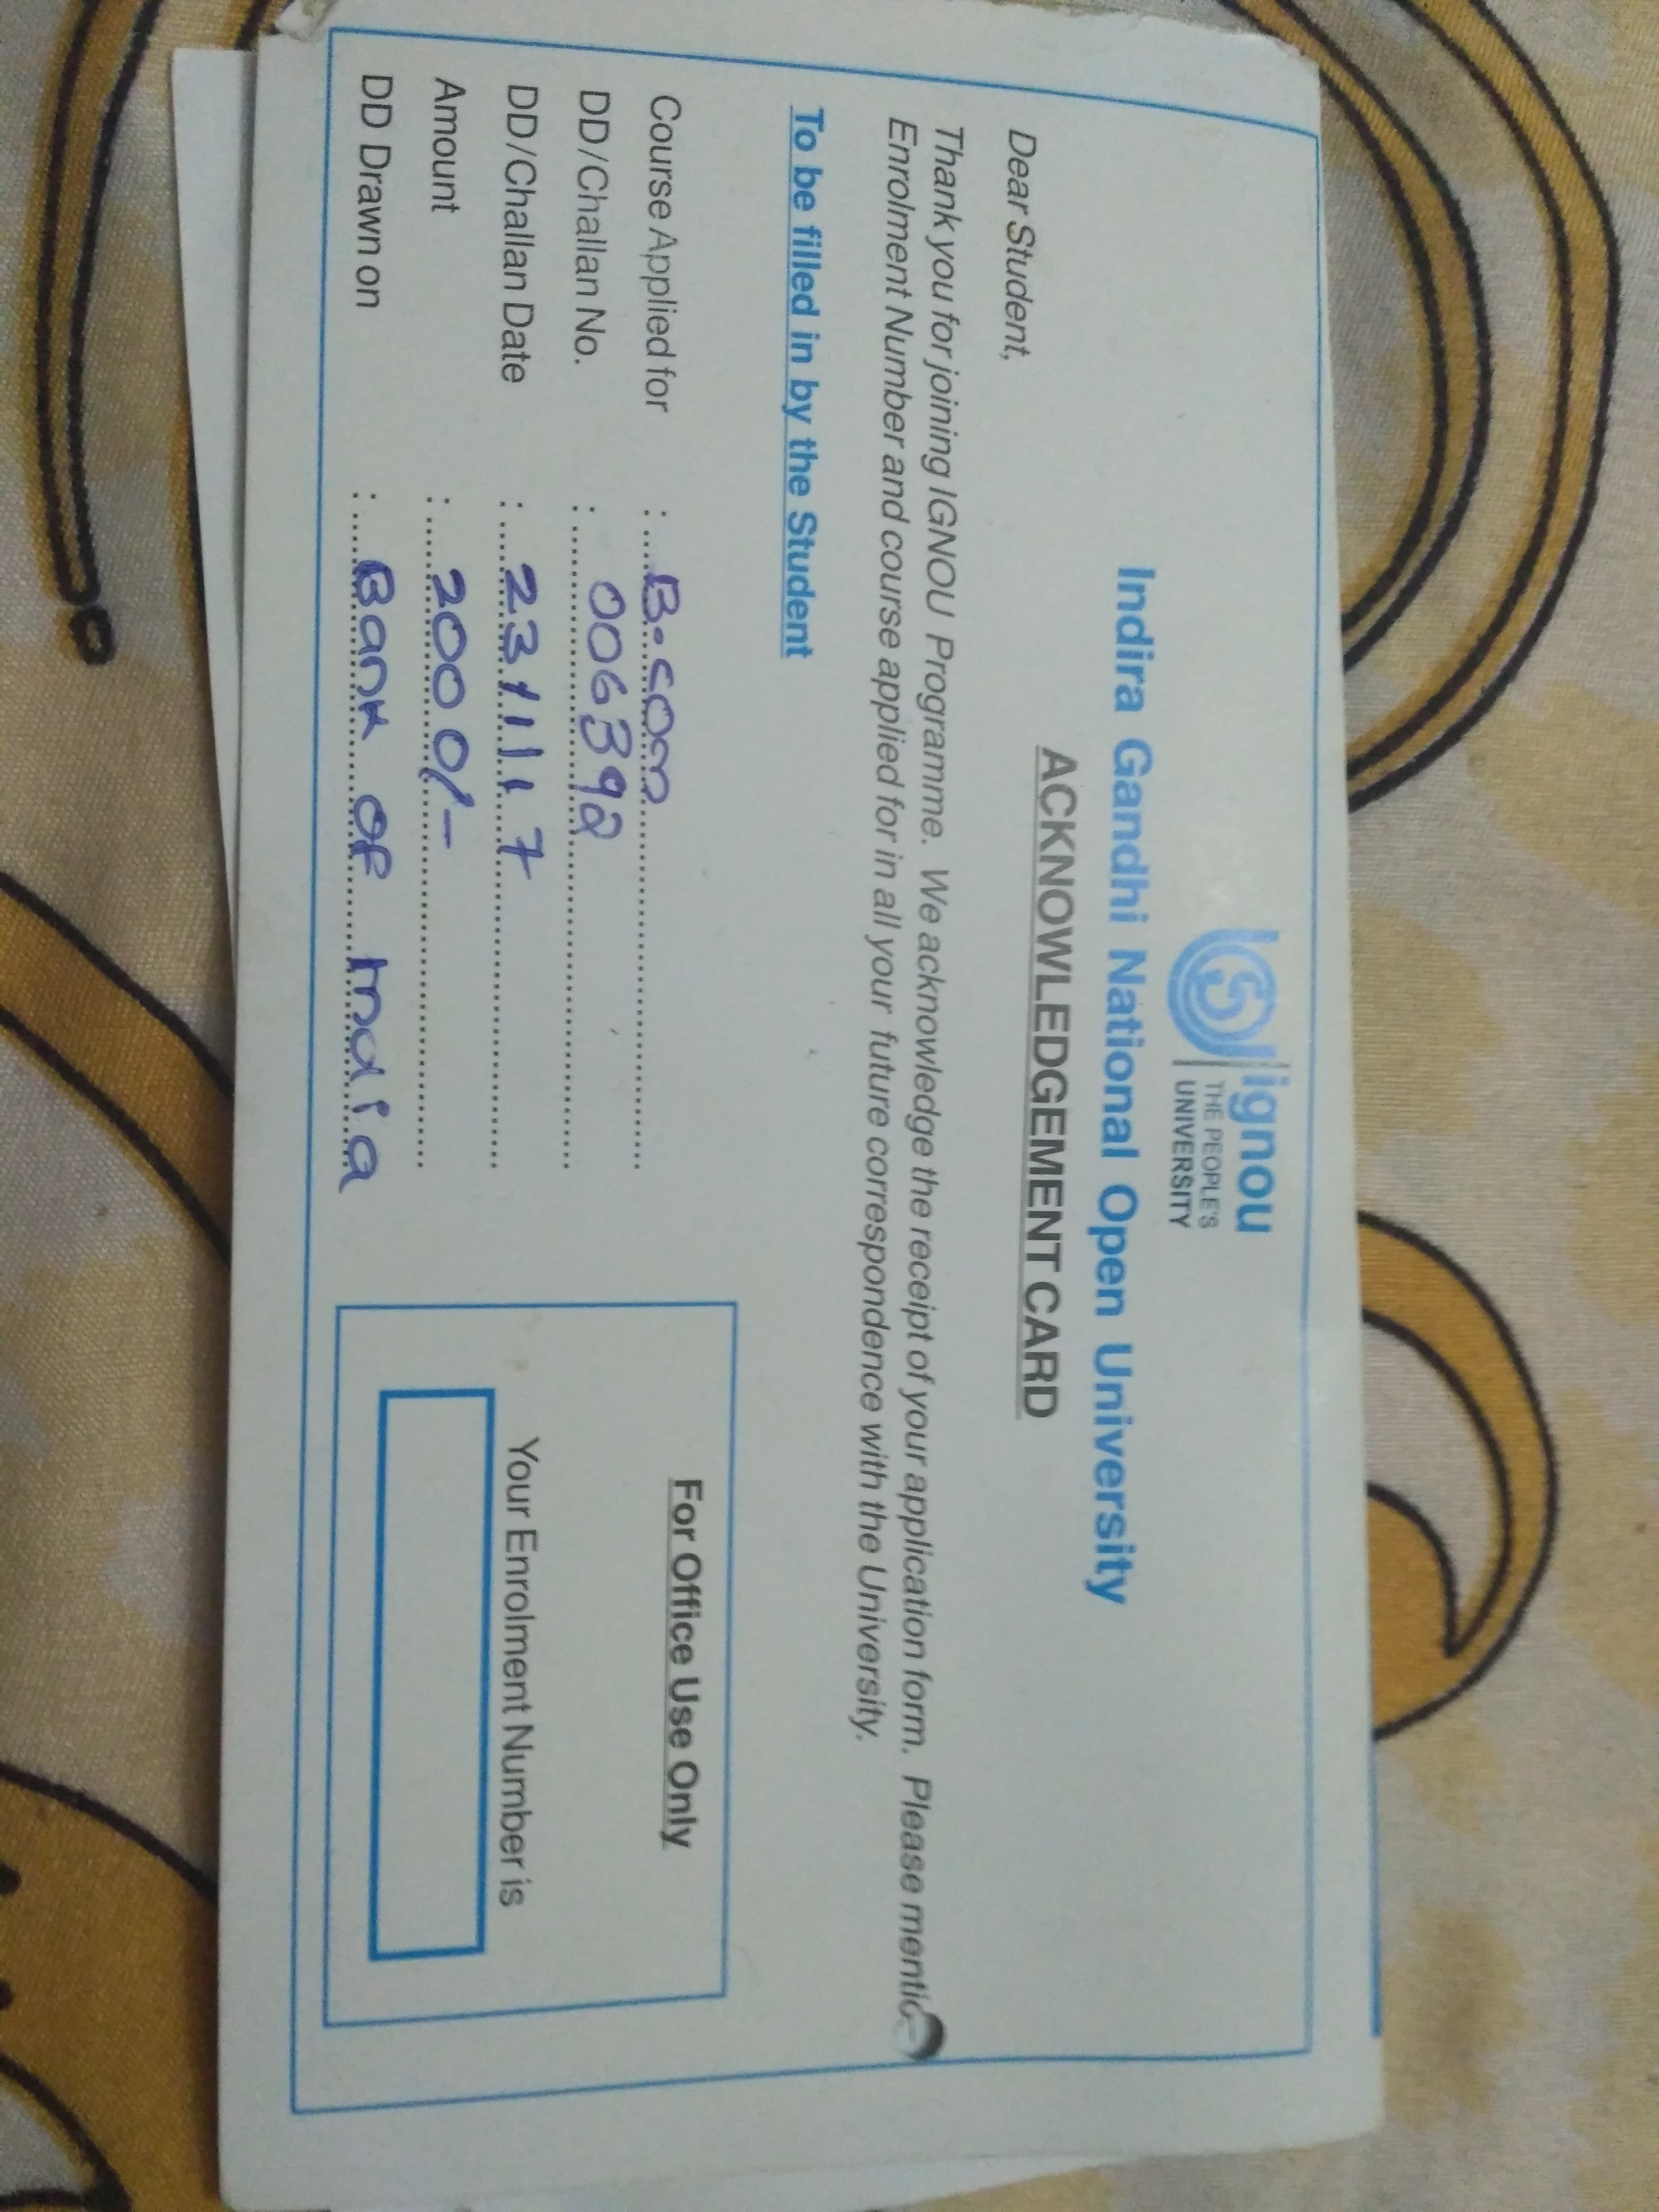 ignou
THE PEOPLE'S
UNIVERSITY
Indira Gandhi National Open University
ACKNOWLEDGEMENT CARD
Dear Student,
Thank you for joining IGNOU Programme. We acknowledge the receipt of your application form. Please mentio
Enrolment Number and course applied for in all your future correspondence with the University.
To be filled in by the Student
Course Applied for : B.com
DD/Challan No. : 006392
DD/Challan Date : 23/11/17
Amount : 2000/-
DD Drawn on : Bank of India
For Office Use Only
Your Enrolment Number is